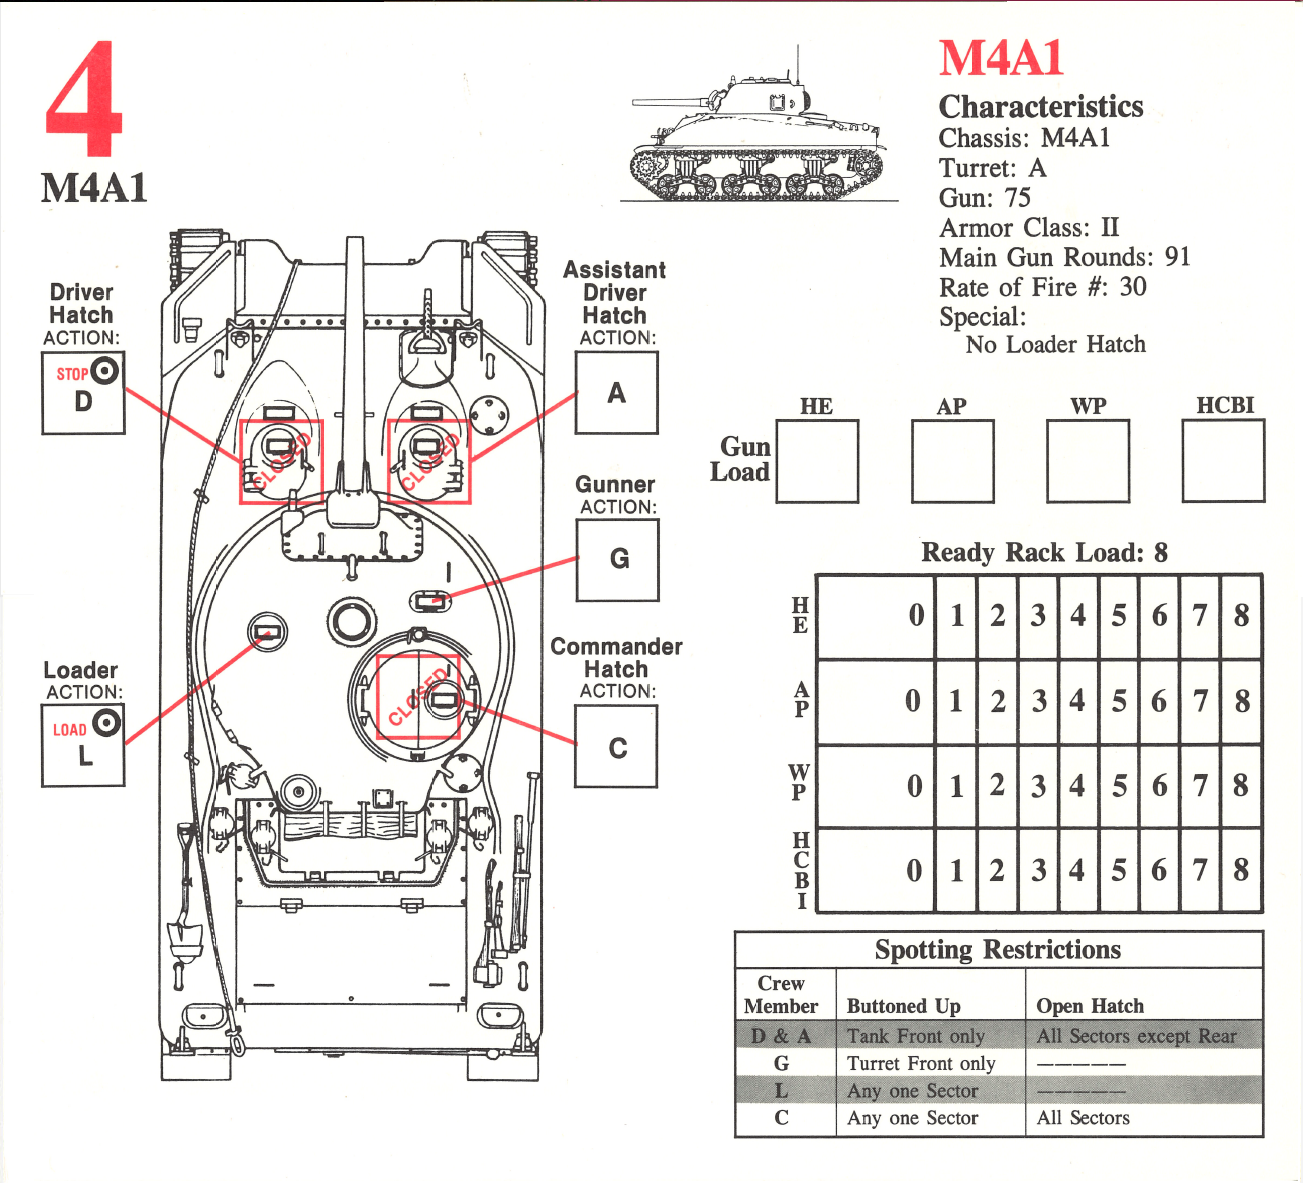 4
M4A1
M4A1
Characteristics
Chassis: M4A1
Turret: A
Gun: 75
Armor Class: II
Main Gun Rounds: 91
Rate of Fire #: 30
Special:
No Loader Hatch
Driver
Hatch
ACTION:
STOP
D
Assistant
Driver
Hatch
ACTION:
A
CLOSED
CLOSED
Gunner
ACTION:
G
Loader
ACTION:
LOAD
L
Commander
Hatch
ACTION:
C
CLOSED
HE AP WP HCBI
Gun
Load
Ready Rack Load: 8
HE 0 1 2 3 4 5 6 7 8
AP 0 1 2 3 4 5 6 7 8
WP 0 1 2 3 4 5 6 7 8
HCBI 0 1 2 3 4 5 6 7 8
Spotting Restrictions
Crew
Member Buttoned Up Open Hatch
D & A Tank Front only All Sectors except Rear
G Turret Front only —————
L Any one Sector —————
C Any one Sector All Sectors